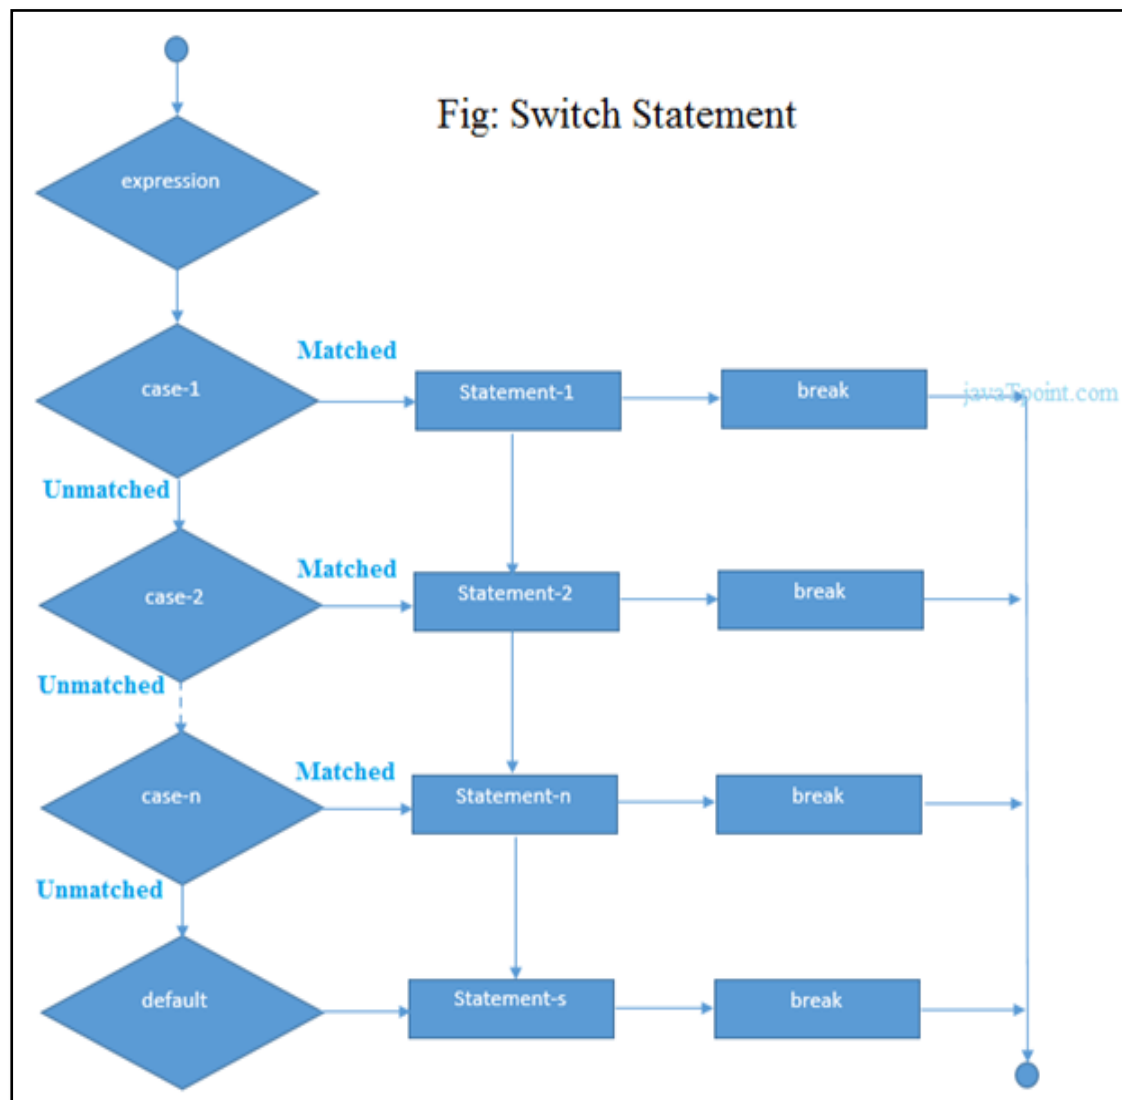 Fig: Switch Statement
expression
case-1
Matched
Statement-1
break
javaTpoint.com
Unmatched
case-2
Matched
Statement-2
break
Unmatched
case-n
Matched
Statement-n
break
Unmatched
default
Statement-s
break